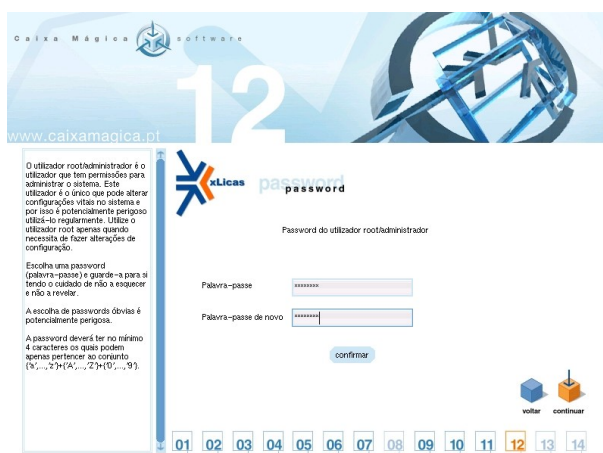 Caixa Mágica software
12
www.caixamagica.pt
O utilizador root/administrador é o
utilizador que tem permissões para
administrar o sistema. Este
utilizador é o único que pode alterar
configurações vitais no sistema e
por isso é potencialmente perigoso
utilizá-lo regularmente. Utilize o
utilizador root apenas quando
necessita de fazer alterações de
configuração.
Escolha uma password
(palavra-passe) e guarde-a para si
tendo o cuidado de não a esquecer
e não a revelar.
A escolha de passwords óbvias é
potencialmente perigosa.
A password deverá ter no mínimo
4 caracteres os quais podem
apenas pertencer ao conjunto
('a',...,'z')+('A',...,'Z')+('0',...,'9').
xLicas
password
password
Password do utilizador root/administrador
Palavra-passe ********
Palavra-passe de novo ********
confirmar
voltar continuar
01 02 03 04 05 06 07 08 09 10 11 12 13 14